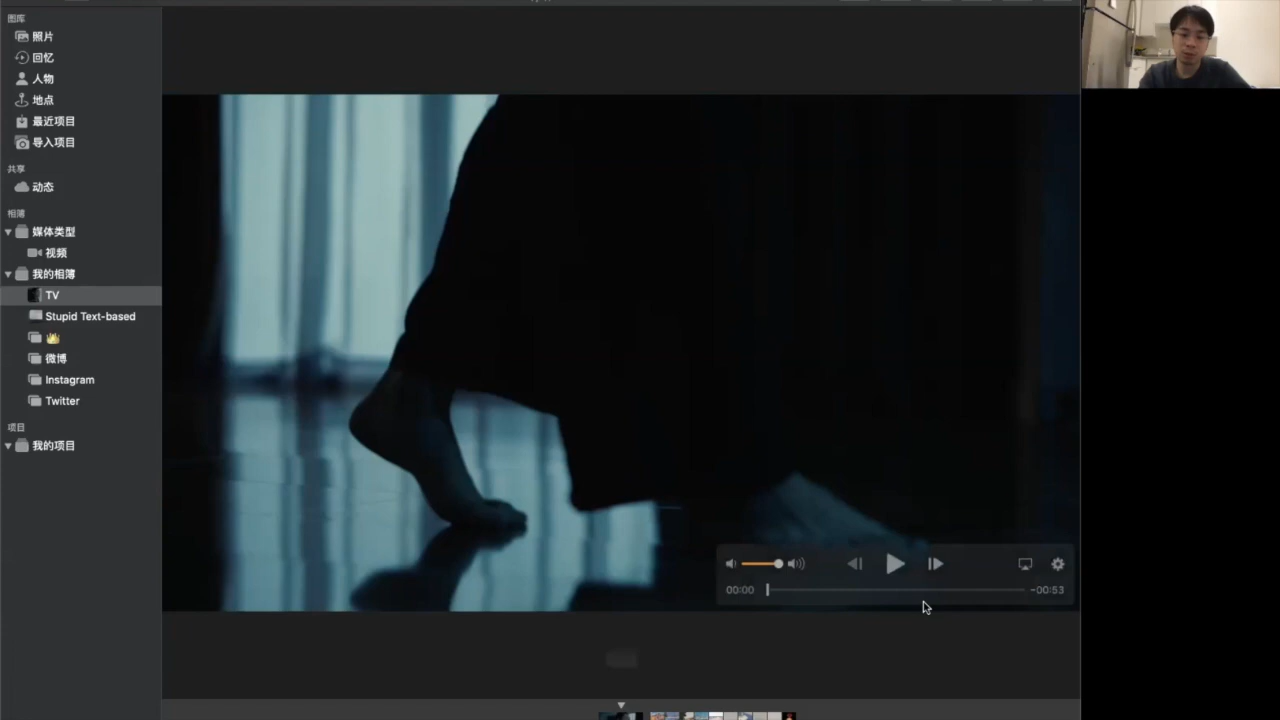 图库
照片
回忆
人物
地点
最近项目
导入项目
共享
动态
相簿
媒体类型
视频
我的相簿
TV
Stupid Text-based
👑
微博
Instagram
Twitter
项目
我的项目
00:00
-00:53